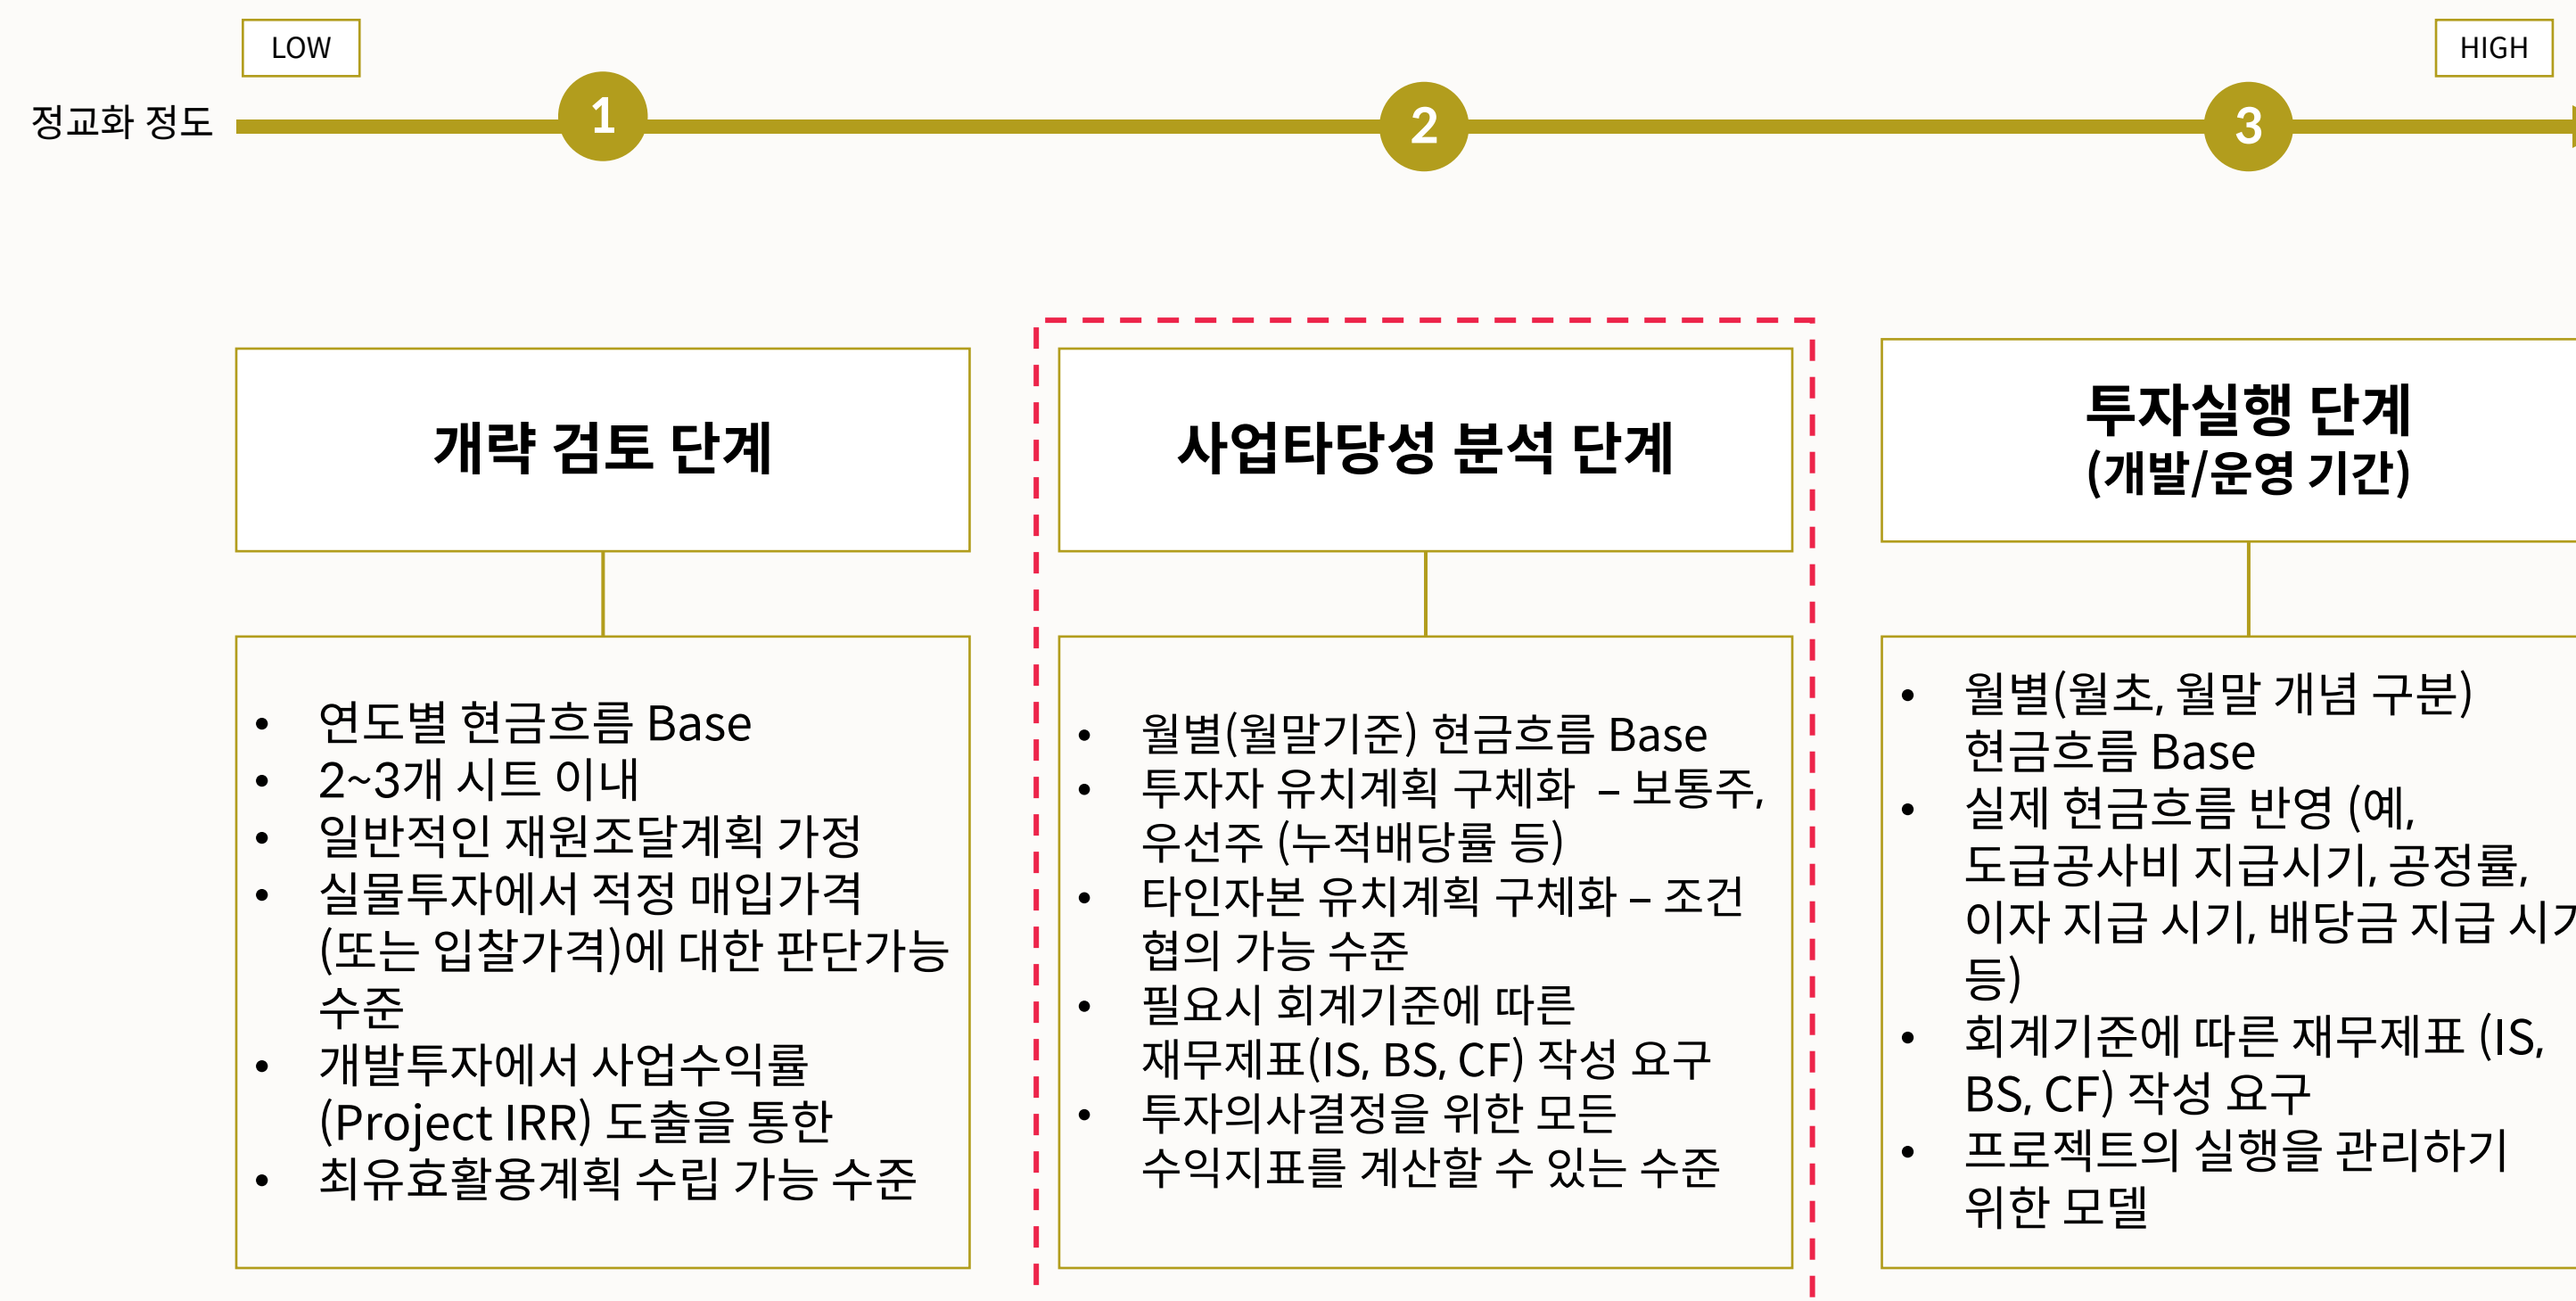 LOW
HIGH
정교화 정도
1
2
3
개략 검토 단계
• 연도별 현금흐름 Base
• 2~3개 시트 이내
• 일반적인 재원조달계획 가정
• 실물투자에서 적정 매입가격
(또는 입찰가격)에 대한 판단가능
수준
• 개발투자에서 사업수익률
(Project IRR) 도출을 통한
• 최유효활용계획 수립 가능 수준
사업타당성 분석 단계
• 월별(월말기준) 현금흐름 Base
• 투자자 유치계획 구체화 – 보통주,
우선주 (누적배당률 등)
• 타인자본 유치계획 구체화 – 조건
협의 가능 수준
• 필요시 회계기준에 따른
재무제표(IS, BS, CF) 작성 요구
• 투자의사결정을 위한 모든
수익지표를 계산할 수 있는 수준
투자실행 단계
(개발/운영 기간)
• 월별(월초, 월말 개념 구분)
현금흐름 Base
• 실제 현금흐름 반영 (예,
도급공사비 지급시기, 공정률,
이자 지급 시기, 배당금 지급 시기
등)
• 회계기준에 따른 재무제표 (IS,
BS, CF) 작성 요구
• 프로젝트의 실행을 관리하기
위한 모델